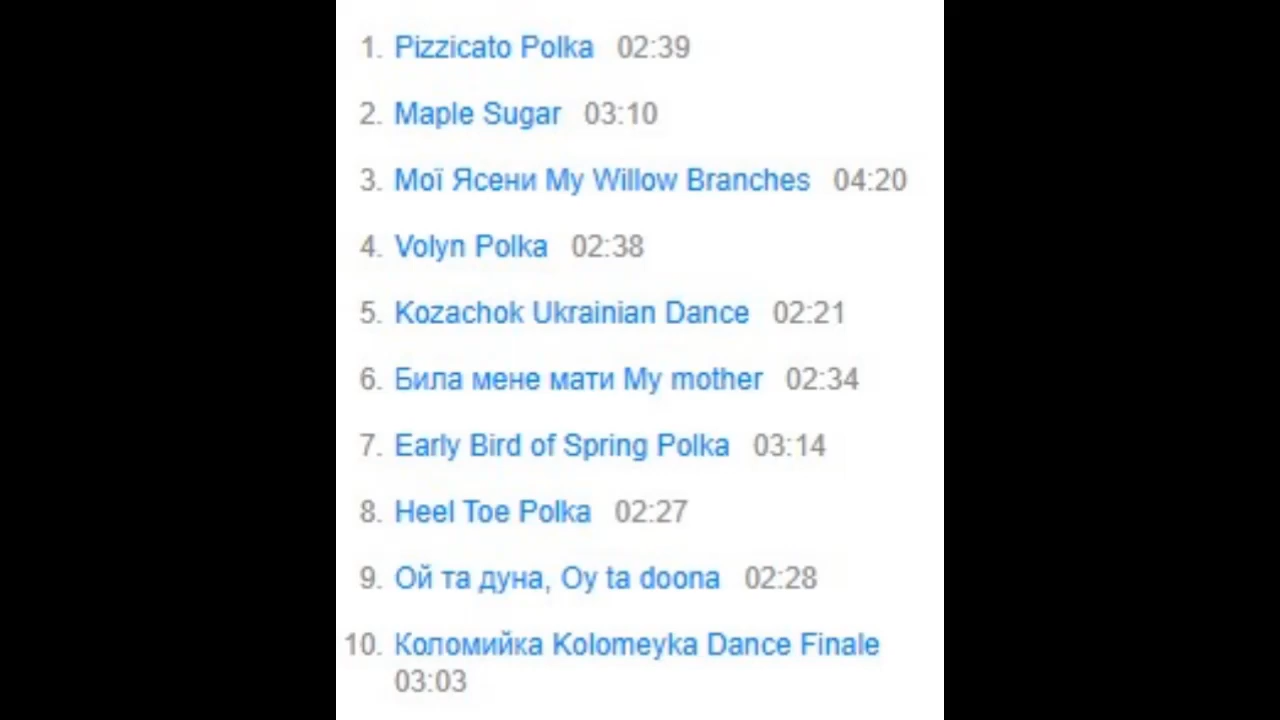 1. Pizzicato Polka 02:39
2. Maple Sugar 03:10
3. Мої Ясени My Willow Branches 04:20
4. Volyn Polka 02:38
5. Kozachok Ukrainian Dance 02:21
6. Била мене мати My mother 02:34
7. Early Bird of Spring Polka 03:14
8. Heel Toe Polka 02:27
9. Ой та дуна, Oy ta doona 02:28
10. Коломийка Kolomeyka Dance Finale
03:03